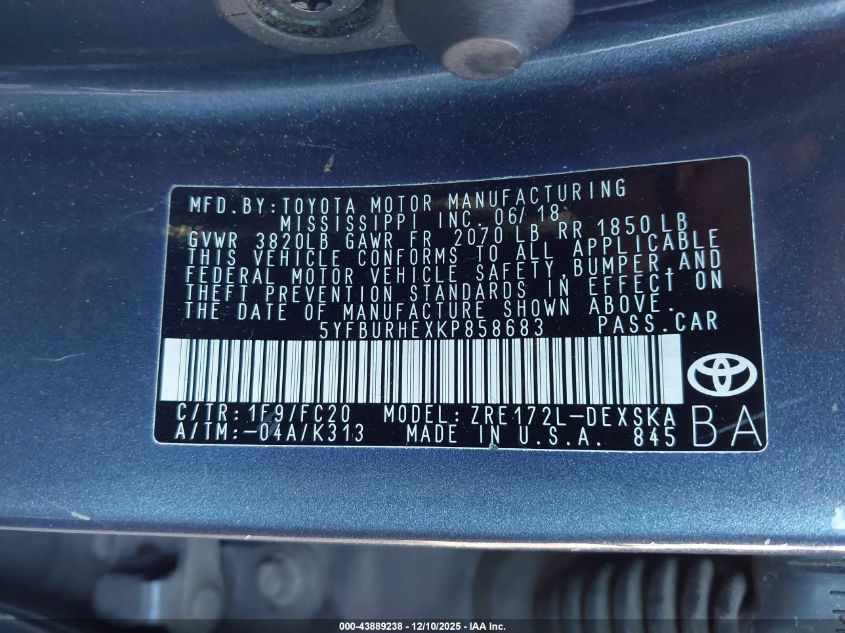 MFD.BY:TOYOTA MOTOR MANUFACTURING
MISSISSIPPI INC. 06/18
GVWR 3820LB GAWR FR 2070 LB RR 1850LB
THIS VEHICLE CONFORMS TO ALL APPLICABLE
FEDERAL MOTOR VEHICLE SAFETY,BUMPER,AND
THEFT PREVENTION STANDARDS IN EFFECT ON
THE DATE OF MANUFACTURE SHOWN ABOVE.
5YFBURHEXKP858683 PASS.CAR
C/TR:1F9/FC20 MODEL:ZRE172L-DEXSKA
A/TM:-04A/K313 MADE IN U.S.A. 845 BA
000-43889238 - 12/10/2025 - IAA Inc.